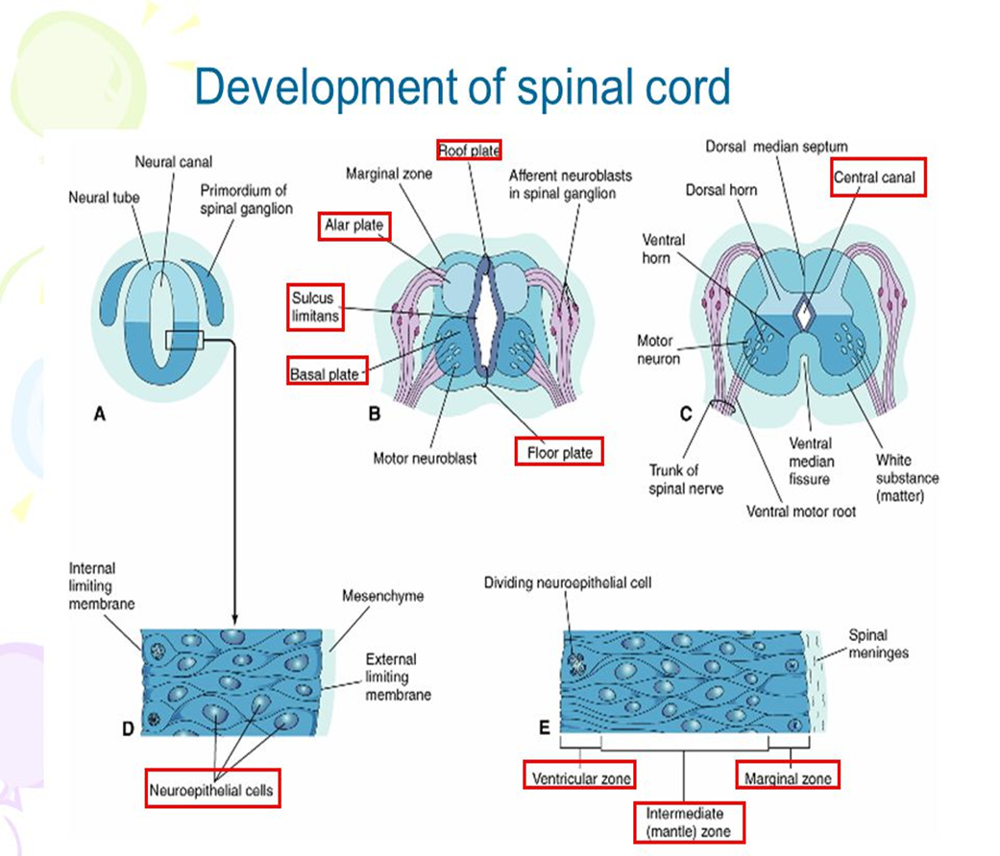 Development of spinal cord
Neural canal
Neural tube
Primordium of
spinal ganglion
A
Roof plate
Marginal zone
Afferent neuroblasts
in spinal ganglion
Alar plate
Sulcus
limitans
Basal plate
B
Motor neuroblast
Floor plate
Dorsal median septum
Central canal
Dorsal horn
Ventral
horn
Motor
neuron
C
Trunk of
spinal nerve
Ventral
median
fissure
White
substance
(matter)
Ventral motor root
Internal
limiting
membrane
Mesenchyme
External
limiting
membrane
D
Neuroepithelial cells
Dividing neuroepithelial cell
Spinal
meninges
E
Ventricular zone
Marginal zone
Intermediate
(mantle) zone